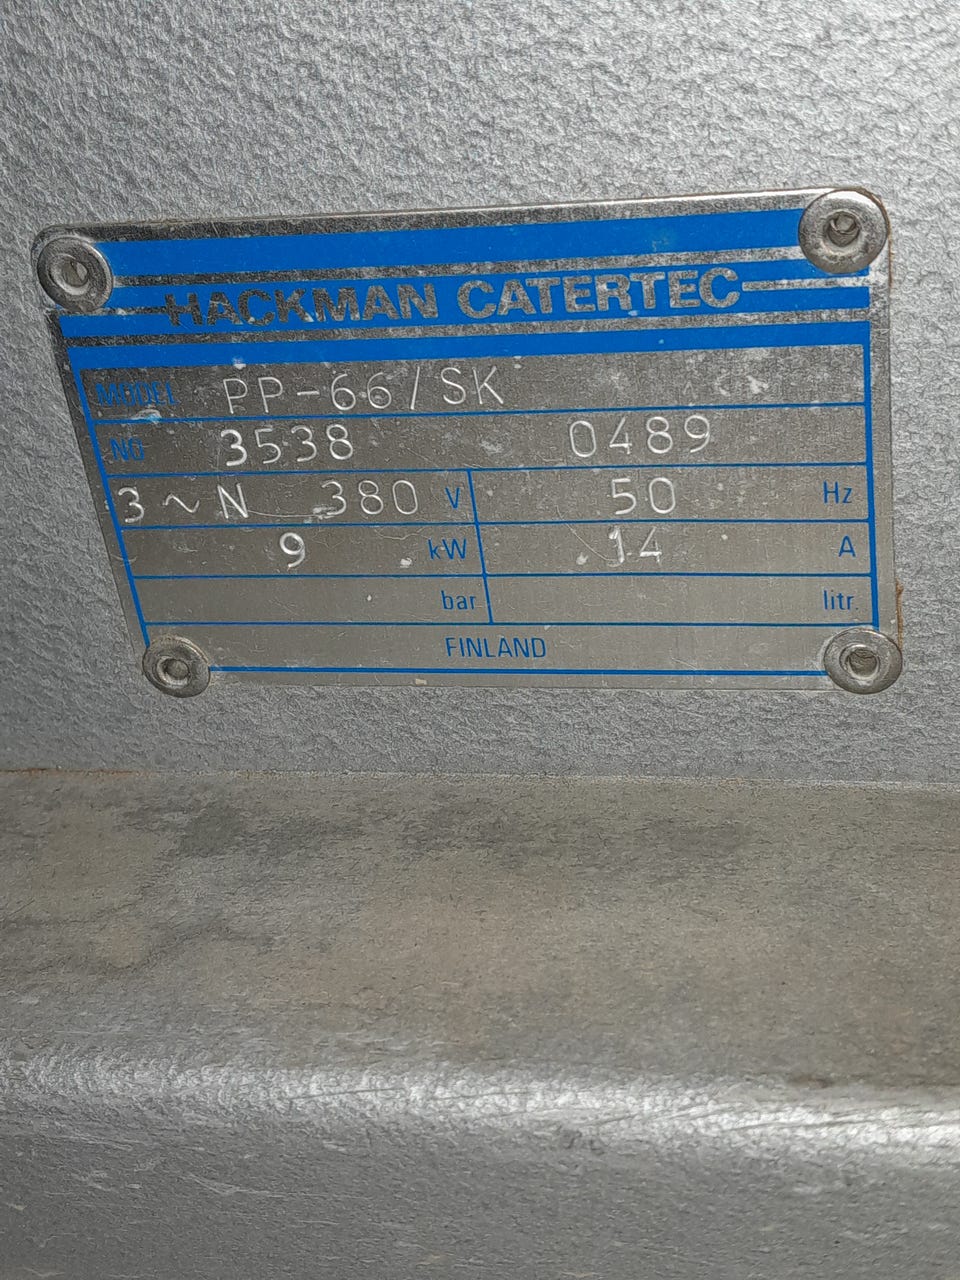 HACKMAN CATERTEC
MODEL PP-66/SK
NO 3538 0489
3~N 380 V 50 Hz
9 kW 14 A
bar litr.
FINLAND